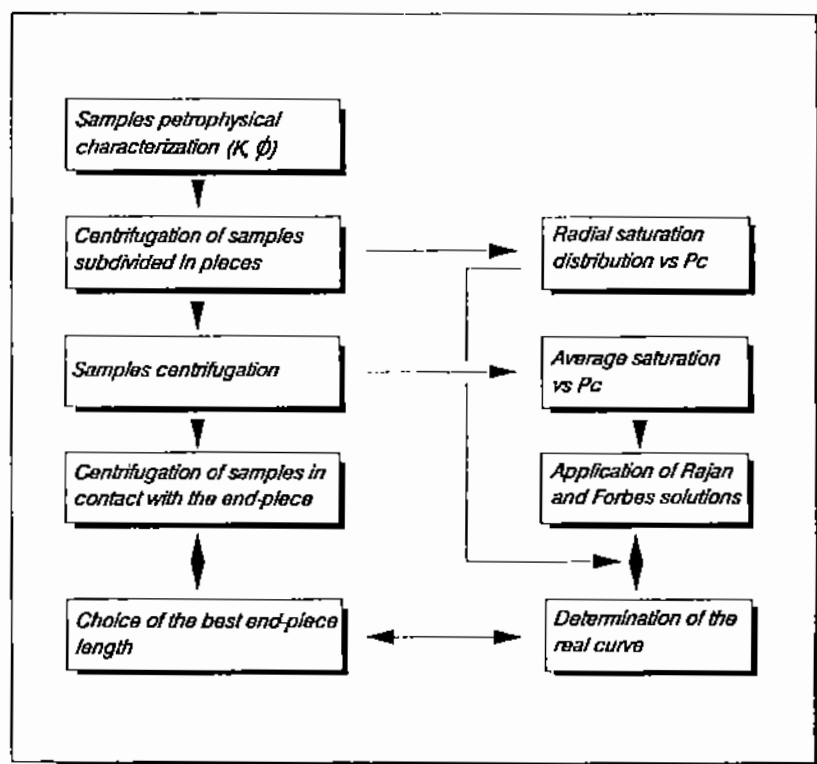 Samples petrophysical
characterization (K, ϕ)
Centrifugation of samples
subdivided in pieces
Radial saturation
distribution vs Pc
Samples centrifugation
Average saturation
vs Pc
Centrifugation of samples in
contact with the end-piece
Application of Rajan
and Forbes solutions
Choice of the best end-piece
length
Determination of the
real curve